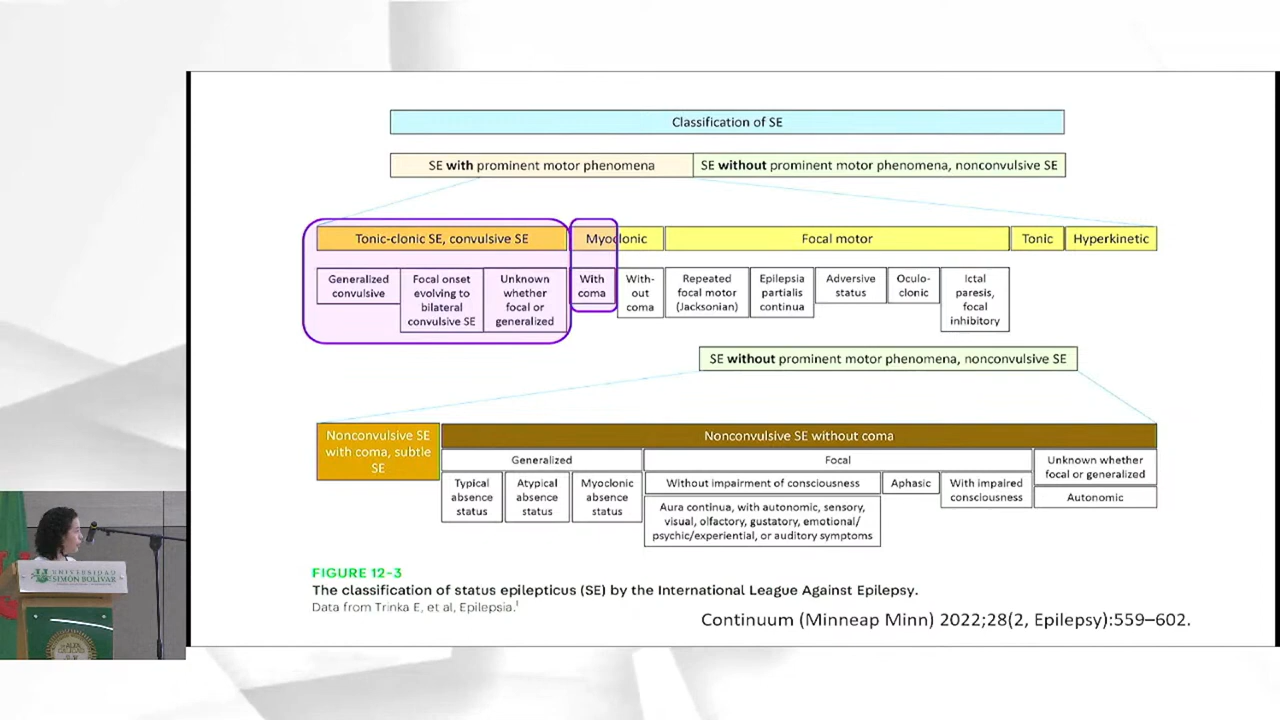 Classification of SE
SE with prominent motor phenomena
SE without prominent motor phenomena, nonconvulsive SE
Tonic-clonic SE, convulsive SE
Myoclonic
Focal motor
Tonic
Hyperkinetic
Generalized
convulsive
Focal onset
evolving to
bilateral
convulsive SE
Unknown
whether
focal or
generalized
With
coma
With-
out
coma
Repeated
focal motor
(Jacksonian)
Epilepsia
partialis
continua
Adversive
status
Oculo-
clonic
Ictal
paresis,
focal
inhibitory
SE without prominent motor phenomena, nonconvulsive SE
Nonconvulsive SE
with coma, subtle
SE
Nonconvulsive SE without coma
Generalized
Focal
Unknown whether
focal or generalized
Typical
absence
status
Atypical
absence
status
Myoclonic
absence
status
Without impairment of consciousness
Aphasic
With impaired
consciousness
Autonomic
Aura continua, with autonomic, sensory,
visual, olfactory, gustatory, emotional/
psychic/experiential, or auditory symptoms
FIGURE 12-3
The classification of status epilepticus (SE) by the International League Against Epilepsy.
Data from Trinka E, et al, Epilepsia.1
Continuum (Minneap Minn) 2022;28(2, Epilepsy):559–602.
UNIVERSIDAD
SIMÓN BOLÍVAR